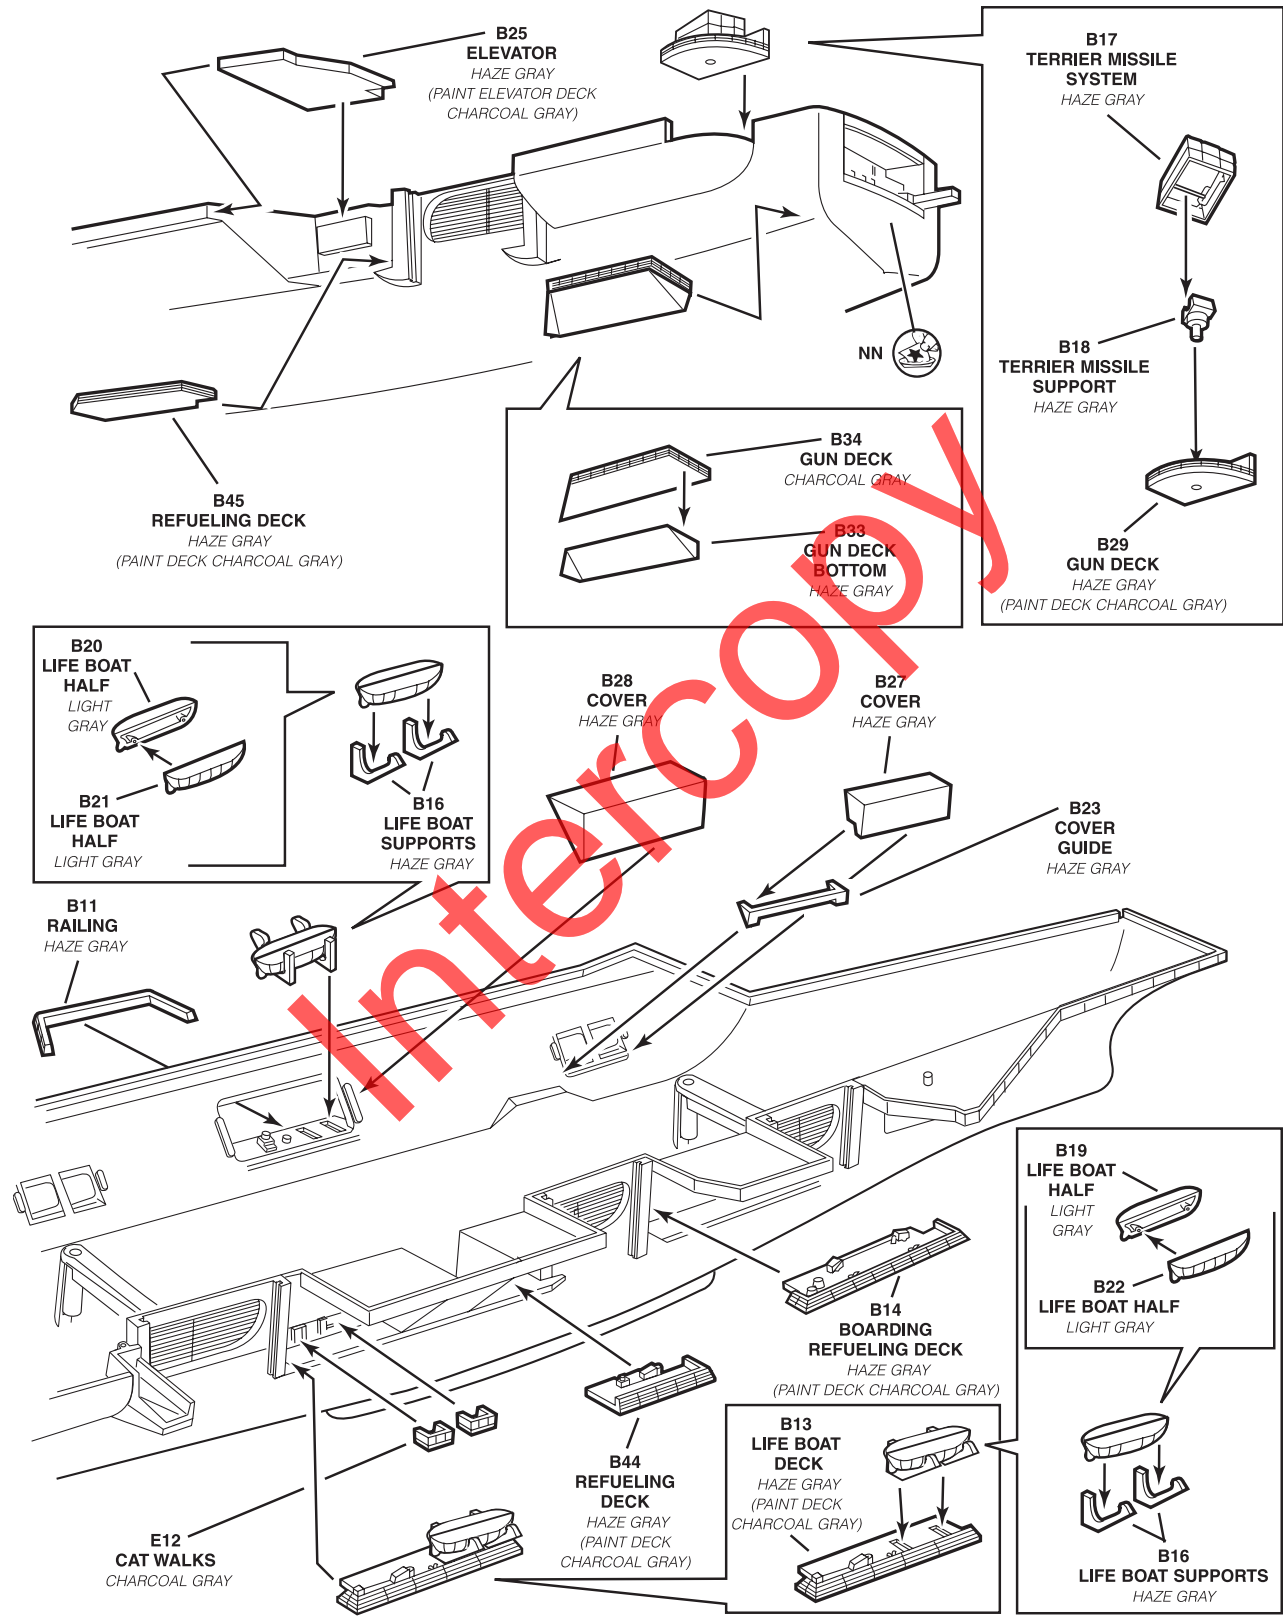 B25
ELEVATOR
HAZE GRAY
(PAINT ELEVATOR DECK
CHARCOAL GRAY)
B17
TERRIER MISSILE
SYSTEM
HAZE GRAY
B18
TERRIER MISSILE
SUPPORT
HAZE GRAY
B29
GUN DECK
HAZE GRAY
(PAINT DECK CHARCOAL GRAY)
NN
B34
GUN DECK
CHARCOAL GRAY
B33
GUN DECK
BOTTOM
HAZE GRAY
B45
REFUELING DECK
HAZE GRAY
(PAINT DECK CHARCOAL GRAY)
B20
LIFE BOAT
HALF
LIGHT
GRAY
B21
LIFE BOAT
HALF
LIGHT GRAY
B16
LIFE BOAT
SUPPORTS
HAZE GRAY
B28
COVER
HAZE GRAY
B27
COVER
HAZE GRAY
B23
COVER
GUIDE
HAZE GRAY
B11
RAILING
HAZE GRAY
Intercopy
B19
LIFE BOAT
HALF
LIGHT
GRAY
B22
LIFE BOAT HALF
LIGHT GRAY
B14
BOARDING
REFUELING DECK
HAZE GRAY
(PAINT DECK CHARCOAL GRAY)
B13
LIFE BOAT
DECK
HAZE GRAY
(PAINT DECK
CHARCOAL GRAY)
B44
REFUELING
DECK
HAZE GRAY
(PAINT DECK
CHARCOAL GRAY)
E12
CAT WALKS
CHARCOAL GRAY
B16
LIFE BOAT SUPPORTS
HAZE GRAY